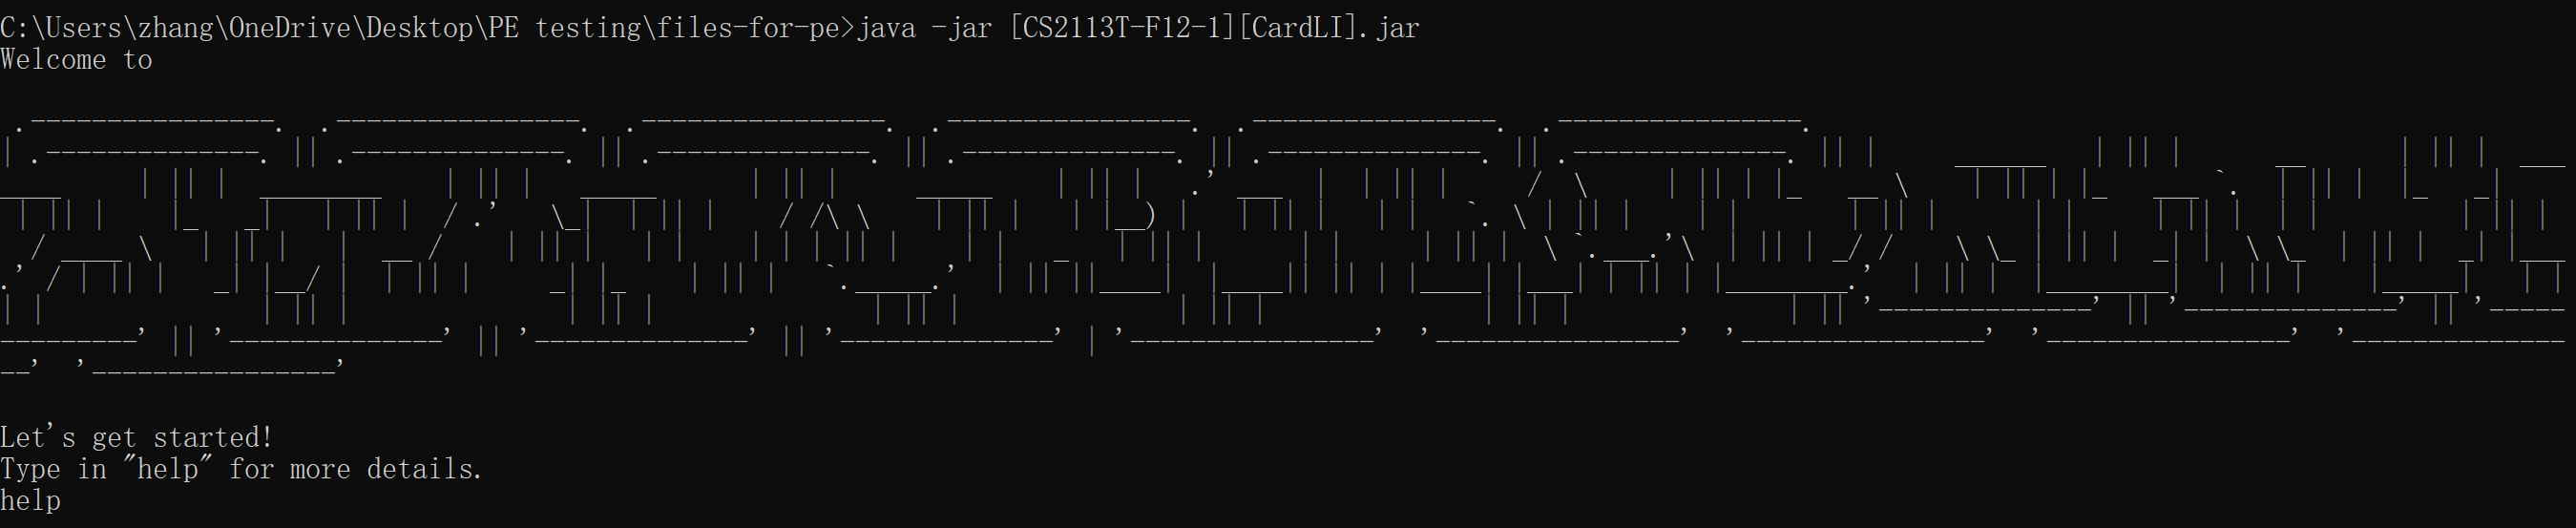 C:\Users\zhang\OneDrive\Desktop\PE testing\files-for-pe>java -jar [CS2113T-F12-1][CardLI].jar
Welcome to
Let's get started!
Type in "help" for more details.
help